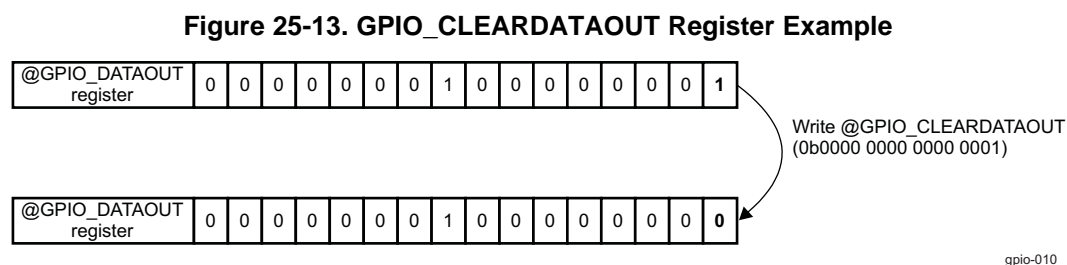 Figure 25-13. GPIO_CLEARDATAOUT Register Example
@GPIO_DATAOUT
register
0 0 0 0 0 0 0 1 0 0 0 0 0 0 0 1
Write @GPIO_CLEARDATAOUT
(0b0000 0000 0000 0001)
@GPIO_DATAOUT
register
0 0 0 0 0 0 0 1 0 0 0 0 0 0 0 0
gpio-010